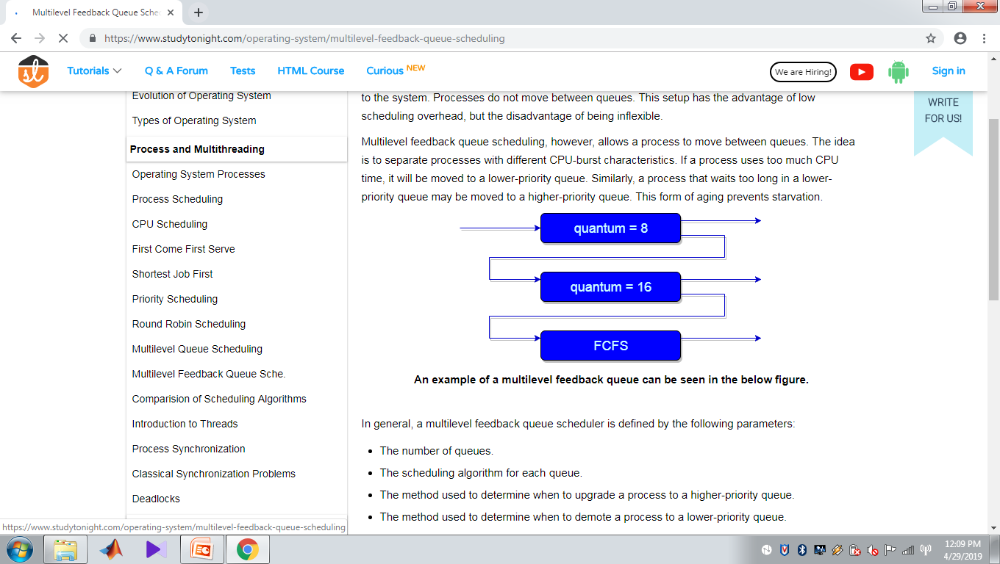 Multilevel Feedback Queue Sche
https://www.studytonight.com/operating-system/multilevel-feedback-queue-scheduling
Tutorials
Q & A Forum
Tests
HTML Course
Curious NEW
We are Hiring!
Sign in
Evolution of Operating System
Types of Operating System
Process and Multithreading
Operating System Processes
Process Scheduling
CPU Scheduling
First Come First Serve
Shortest Job First
Priority Scheduling
Round Robin Scheduling
Multilevel Queue Scheduling
Multilevel Feedback Queue Sche.
Comparision of Scheduling Algorithms
Introduction to Threads
Process Synchronization
Classical Synchronization Problems
Deadlocks
to the system. Processes do not move between queues. This setup has the advantage of low
scheduling overhead, but the disadvantage of being inflexible.
Multilevel feedback queue scheduling, however, allows a process to move between queues. The idea
is to separate processes with different CPU-burst characteristics. If a process uses too much CPU
time, it will be moved to a lower-priority queue. Similarly, a process that waits too long in a lower-
priority queue may be moved to a higher-priority queue. This form of aging prevents starvation.
quantum = 8
quantum = 16
FCFS
An example of a multilevel feedback queue can be seen in the below figure.
In general, a multilevel feedback queue scheduler is defined by the following parameters:
• The number of queues.
• The scheduling algorithm for each queue.
• The method used to determine when to upgrade a process to a higher-priority queue.
• The method used to determine when to demote a process to a lower-priority queue.
WRITE
FOR US!
https://www.studytonight.com/operating-system/multilevel-feedback-queue-scheduling
12:09 PM
4/29/2019